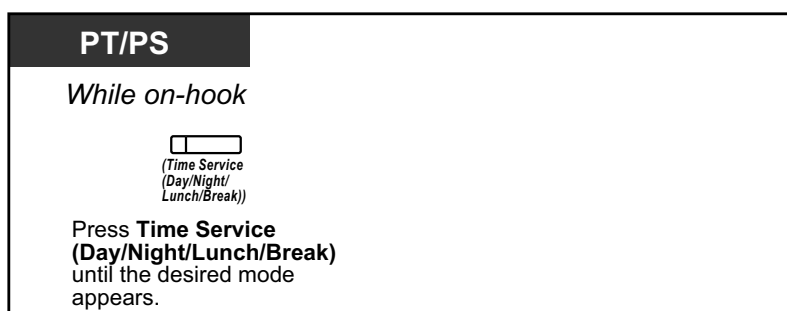 PT/PS
While on-hook
(Time Service
(Day/Night/
Lunch/Break))
Press Time Service
(Day/Night/Lunch/Break)
until the desired mode
appears.